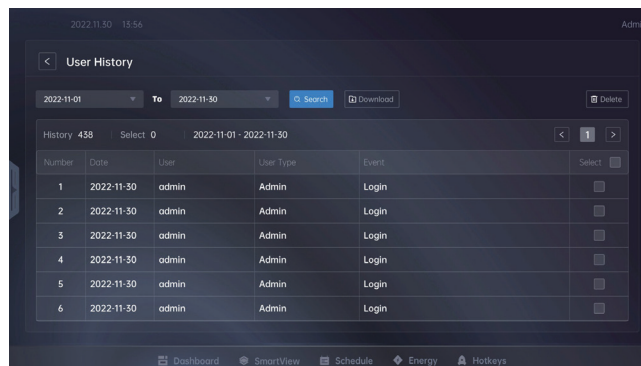 2022.11.30 13:56 Admi
< User History
2022-11-01 To 2022-11-30 Search Download Delete
History 438 Select 0 2022-11-01 - 2022-11-30 < 1 >
Number Date User User Type Event Select
1 2022-11-30 admin Admin Login
2 2022-11-30 admin Admin Login
3 2022-11-30 admin Admin Login
4 2022-11-30 admin Admin Login
5 2022-11-30 admin Admin Login
6 2022-11-30 admin Admin Login
Dashboard SmartView Schedule Energy Hotkeys